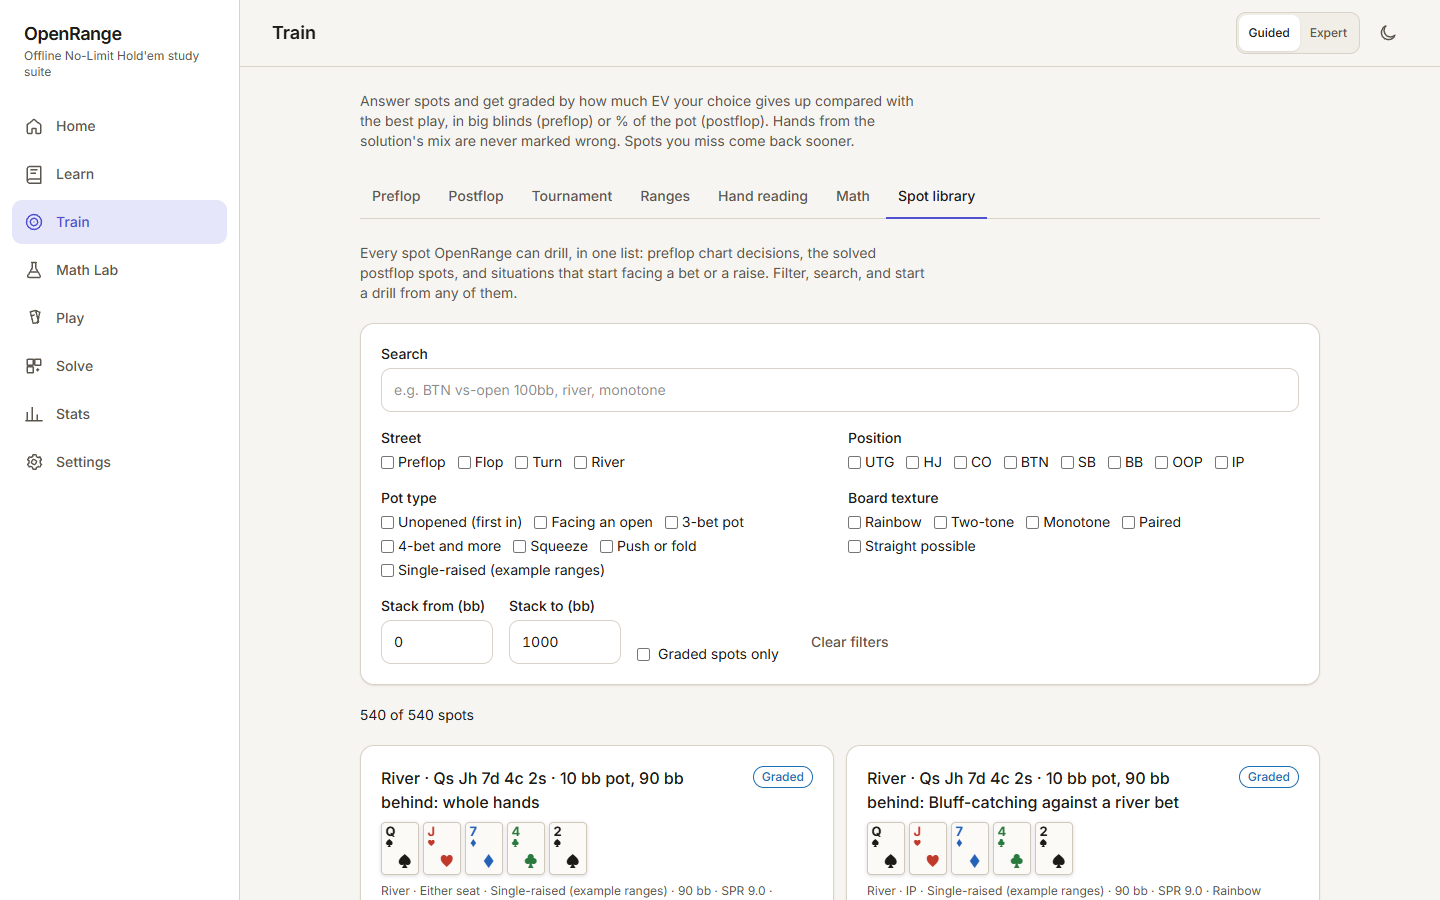 OpenRange
Offline No-Limit Hold'em study
suite
Home
Learn
Train
Math Lab
Play
Solve
Stats
Settings
Train
Guided
Expert
Answer spots and get graded by how much EV your choice gives up compared with
the best play, in big blinds (preflop) or % of the pot (postflop). Hands from the
solution's mix are never marked wrong. Spots you miss come back sooner.
Preflop
Postflop
Tournament
Ranges
Hand reading
Math
Spot library
Every spot OpenRange can drill, in one list: preflop chart decisions, the solved
postflop spots, and situations that start facing a bet or a raise. Filter, search, and start
a drill from any of them.
Search
e.g. BTN vs-open 100bb, river, monotone
Street
Preflop Flop Turn River
Position
UTG HJ CO BTN SB BB OOP IP
Pot type
Unopened (first in) Facing an open 3-bet pot
4-bet and more Squeeze Push or fold
Single-raised (example ranges)
Board texture
Rainbow Two-tone Monotone Paired
Straight possible
Stack from (bb)
0
Stack to (bb)
1000
Graded spots only
Clear filters
540 of 540 spots
River · Qs Jh 7d 4c 2s · 10 bb pot, 90 bb
behind: whole hands
Graded
Q J 7 4 2
River · Either seat · Single-raised (example ranges) · 90 bb · SPR 9.0 ·
River · Qs Jh 7d 4c 2s · 10 bb pot, 90 bb
behind: Bluff-catching against a river bet
Graded
Q J 7 4 2
River · IP · Single-raised (example ranges) · 90 bb · SPR 9.0 · Rainbow